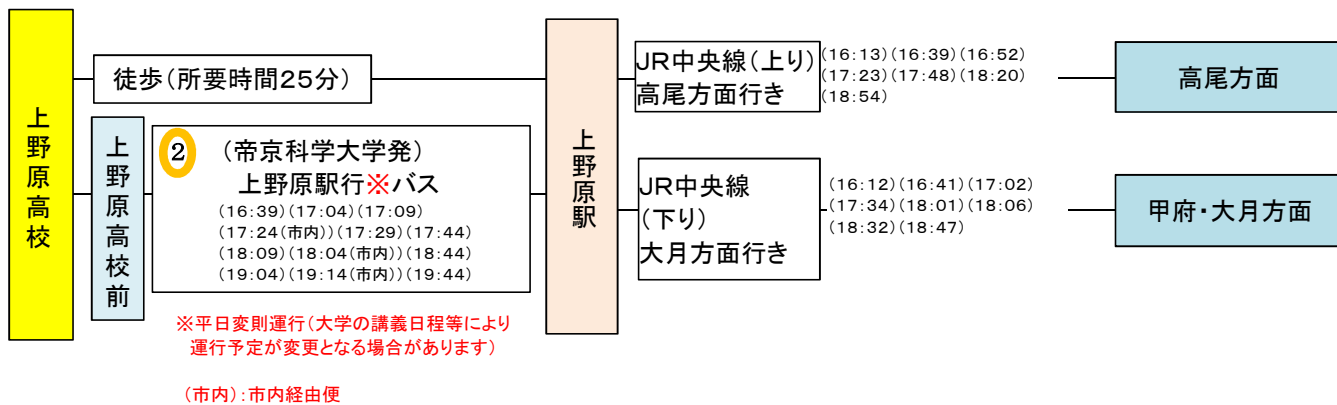 上野原高校
徒歩(所要時間25分)
上野原高校前
②
(帝京科学大学発)
上野原駅行※バス
(16:39)(17:04)(17:09)
(17:24(市内))(17:29)(17:44)
(18:09)(18:04(市内))(18:44)
(19:04)(19:14(市内))(19:44)
※平日変則運行(大学の講義日程等により
運行予定が変更となる場合があります)
(市内):市内経由便
上野原駅
JR中央線(上り)
高尾方面行き
(16:13)(16:39)(16:52)
(17:23)(17:48)(18:20)
(18:54)
高尾方面
JR中央線
(下り)
大月方面行き
(16:12)(16:41)(17:02)
(17:34)(18:01)(18:06)
(18:32)(18:47)
甲府・大月方面